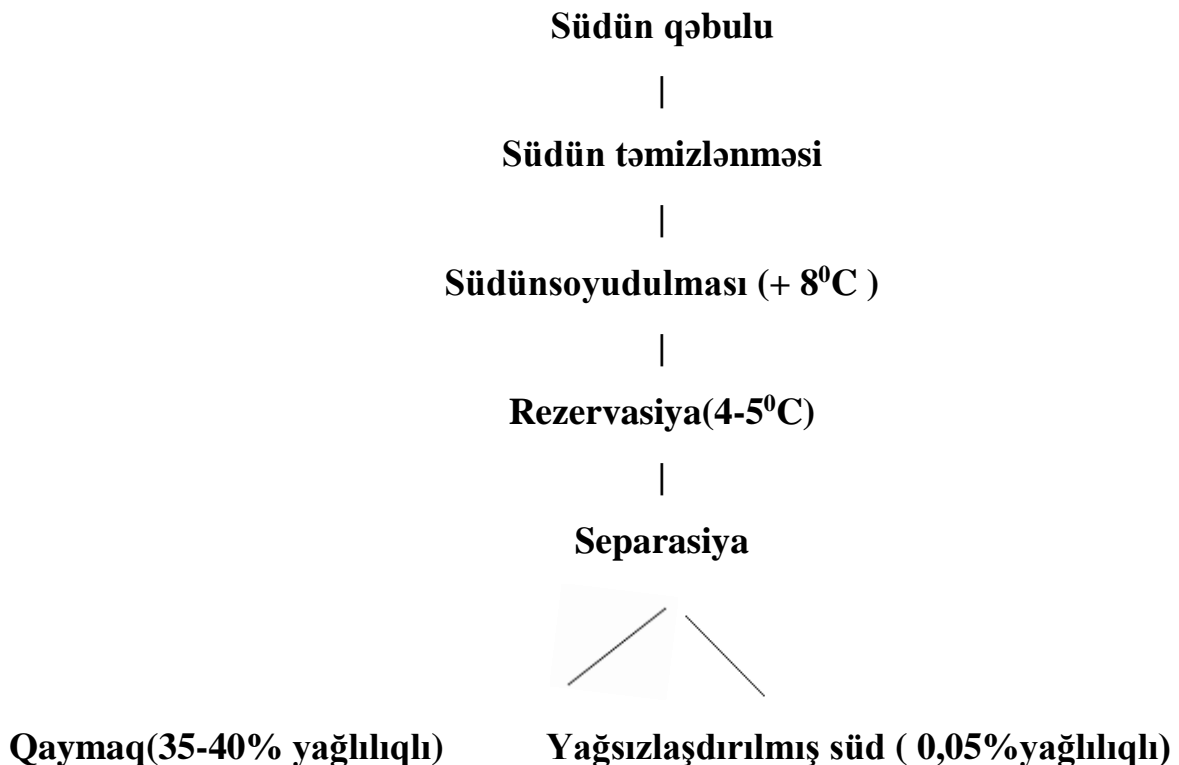 Südün qəbulu
|
Südün təmizlənməsi
|
Südünsoyudulması (+ 8⁰C )
|
Rezervasiya(4-5⁰C)
|
Separasiya
Qaymaq(35-40% yağlılıqlı) Yağsızlaşdırılmış süd ( 0,05%yağlılıqlı)